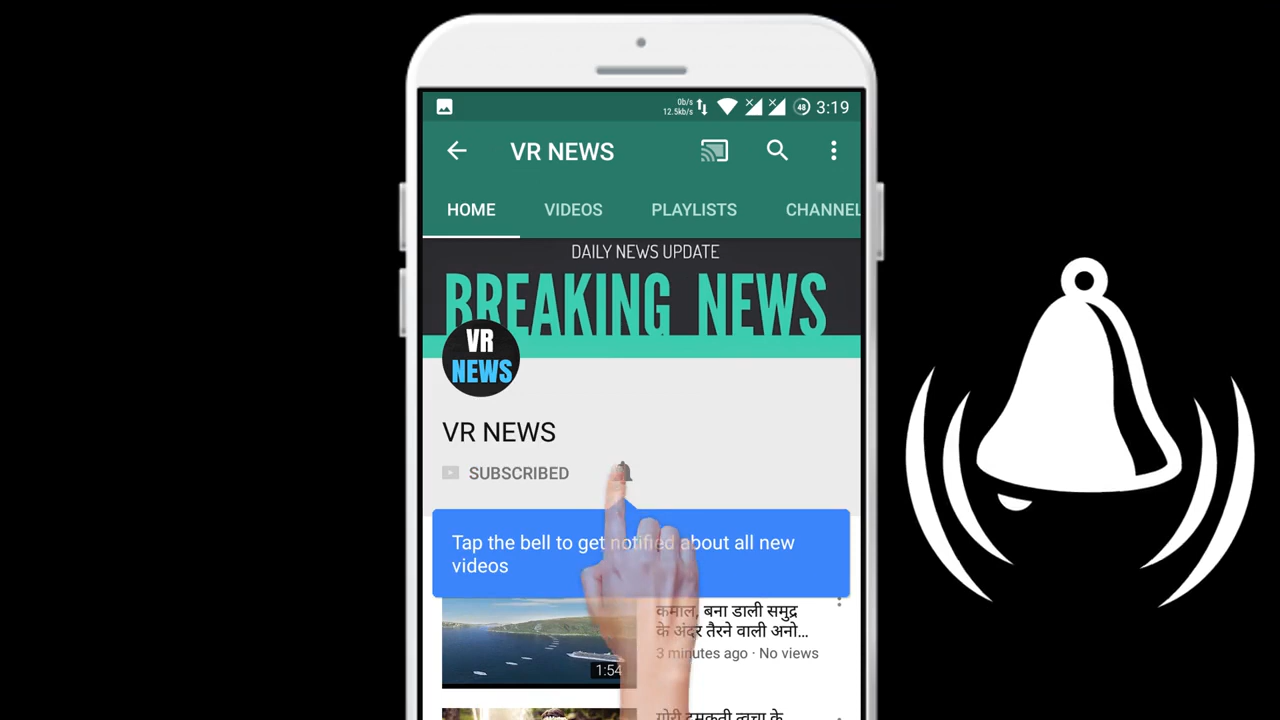 0b/s
12.5kb/s
48
3:19
VR NEWS
HOME
VIDEOS
PLAYLISTS
CHANNEL
DAILY NEWS UPDATE
BREAKING NEWS
VR
NEWS
VR NEWS
SUBSCRIBED
Tap the bell to get notified about all new
videos
कमाल, बना डाली समुद्र
के अंदर तैरने वाली अनो...
3 minutes ago · No views
1:54
गोरी दमकती त्वचा के